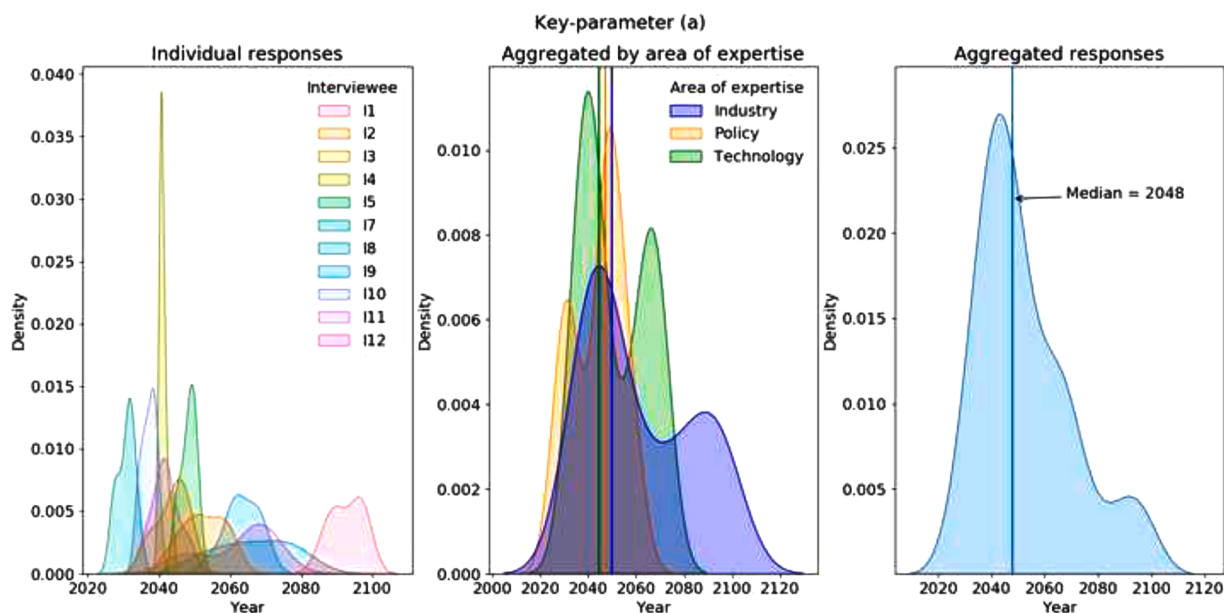 Key-parameter (a)
Individual responses
0.040
0.035
0.030
0.025
0.020
0.015
0.010
0.005
0.000
Density
2020 2040 2060 2080 2100
Year
Interviewee
I1
I2
I3
I4
I5
I7
I8
I9
I10
I11
I12
Aggregated by area of expertise
0.010
0.008
0.006
0.004
0.002
0.000
Density
2000 2020 2040 2060 2080 2100 2120
Year
Area of expertise
Industry
Policy
Technology
Aggregated responses
0.025
0.020
0.015
0.010
0.005
Density
2020 2040 2060 2080 2100 2120
Year
Median = 2048